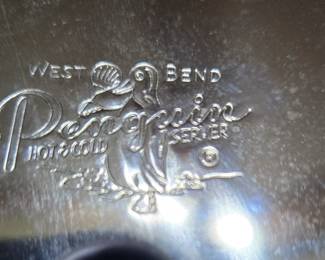 WEST BEND
Penguin
HOT & COLD SERVER